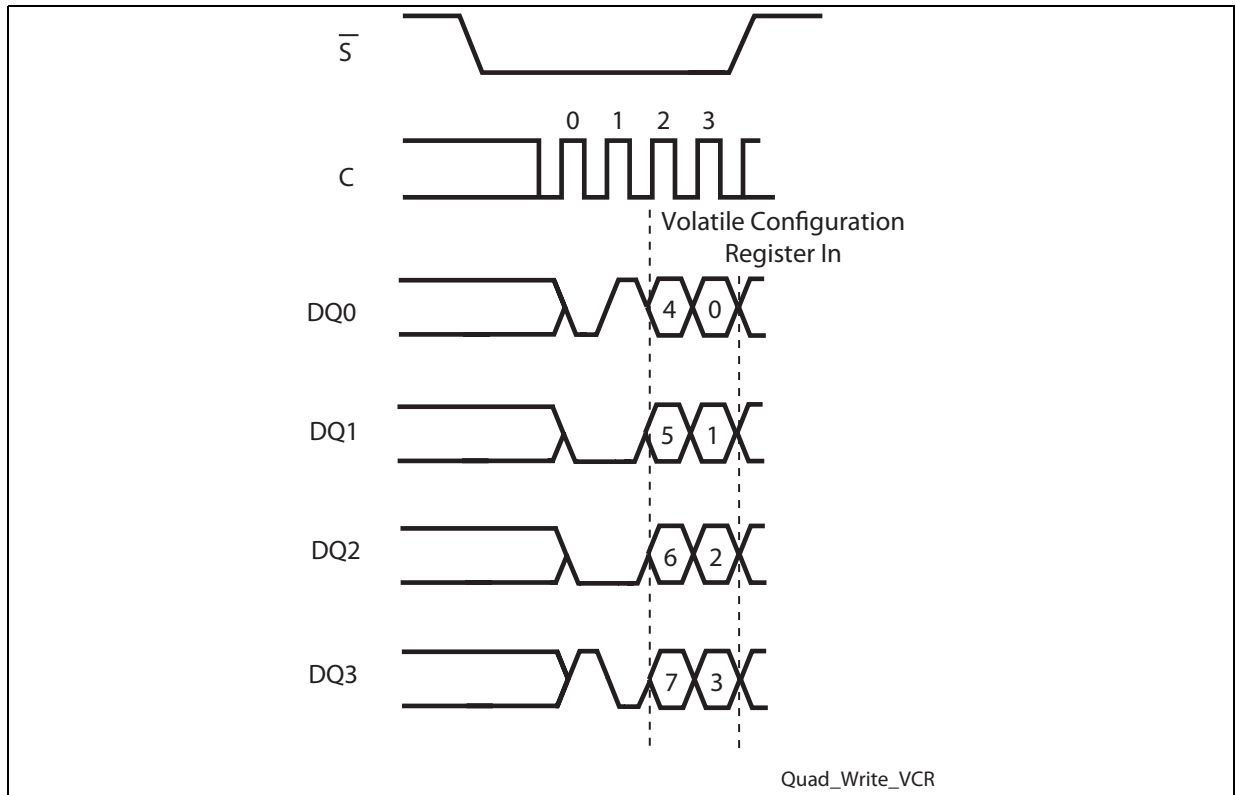 S̅
0 1 2 3
C
Volatile Configuration
Register In
DQ0
4 0
DQ1
5 1
DQ2
6 2
DQ3
7 3
Quad_Write_VCR